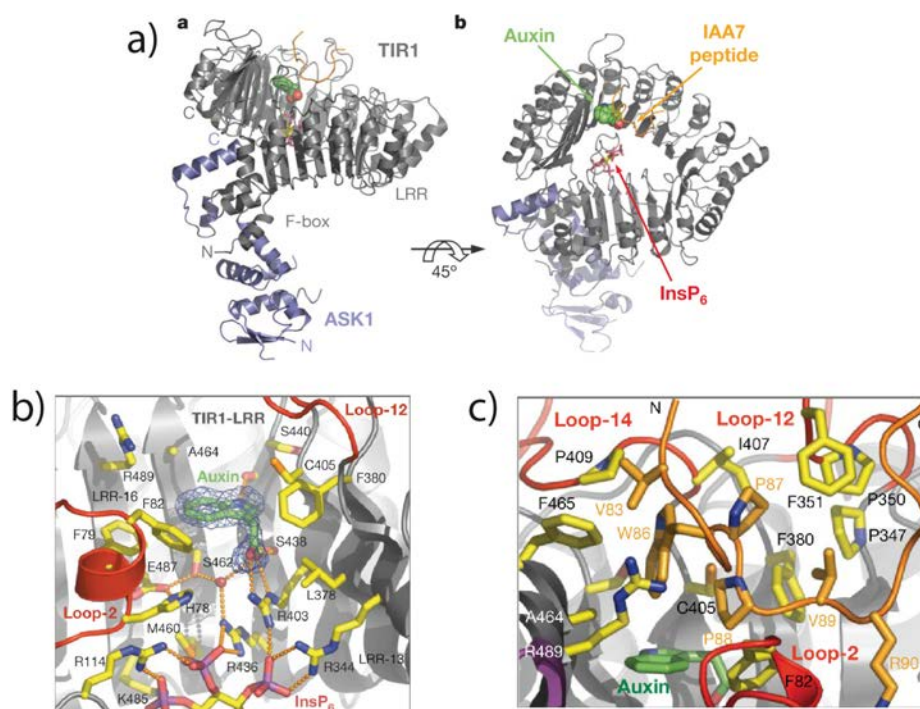 a)
a
TIR1
C
C
LRR
F-box
N
ASK1
N
45°
b
Auxin
IAA7
peptide
InsP6
b)
TIR1-LRR
Loop-12
S440
R489
A464
C405
F380
Auxin
LRR-16
F82
F79
S438
S462
E487
L378
Loop-2
H78
R403
M460
R114
R436
R344
LRR-13
K485
InsP6
c)
N
Loop-14
Loop-12
I407
P409
P87
F351
P350
F465
V83
W86
P347
F380
A464
C405
V89
R489
P88
Loop-2
R90
Auxin
F82